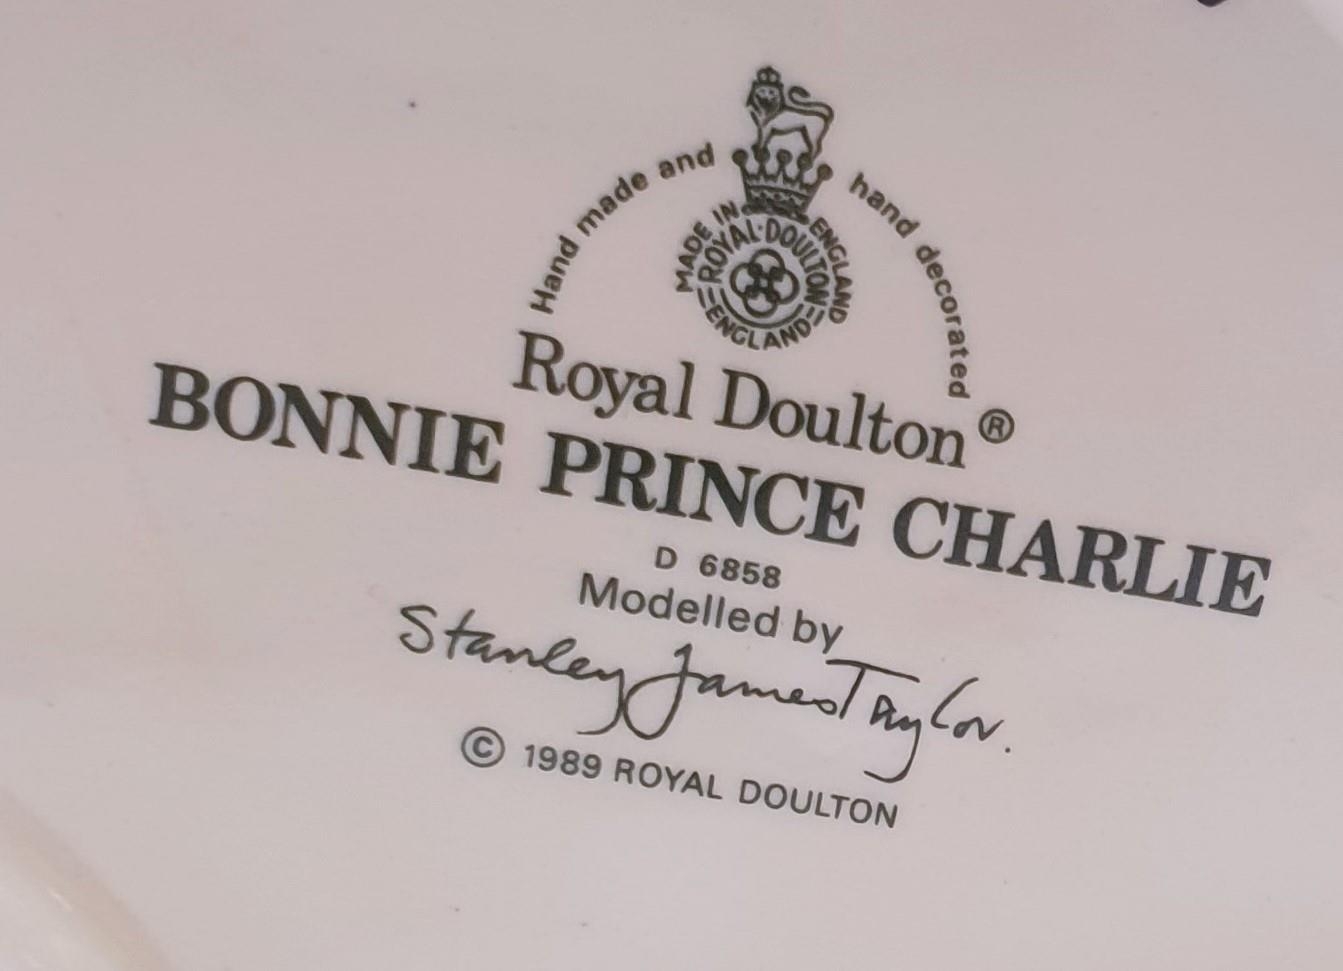 Hand made and hand decorated
MADE IN ENGLAND
ROYAL·DOULTON
ENGLAND
Royal Doulton ®
BONNIE PRINCE CHARLIE
D 6858
Modelled by
Stanley James Taylor.
© 1989 ROYAL DOULTON